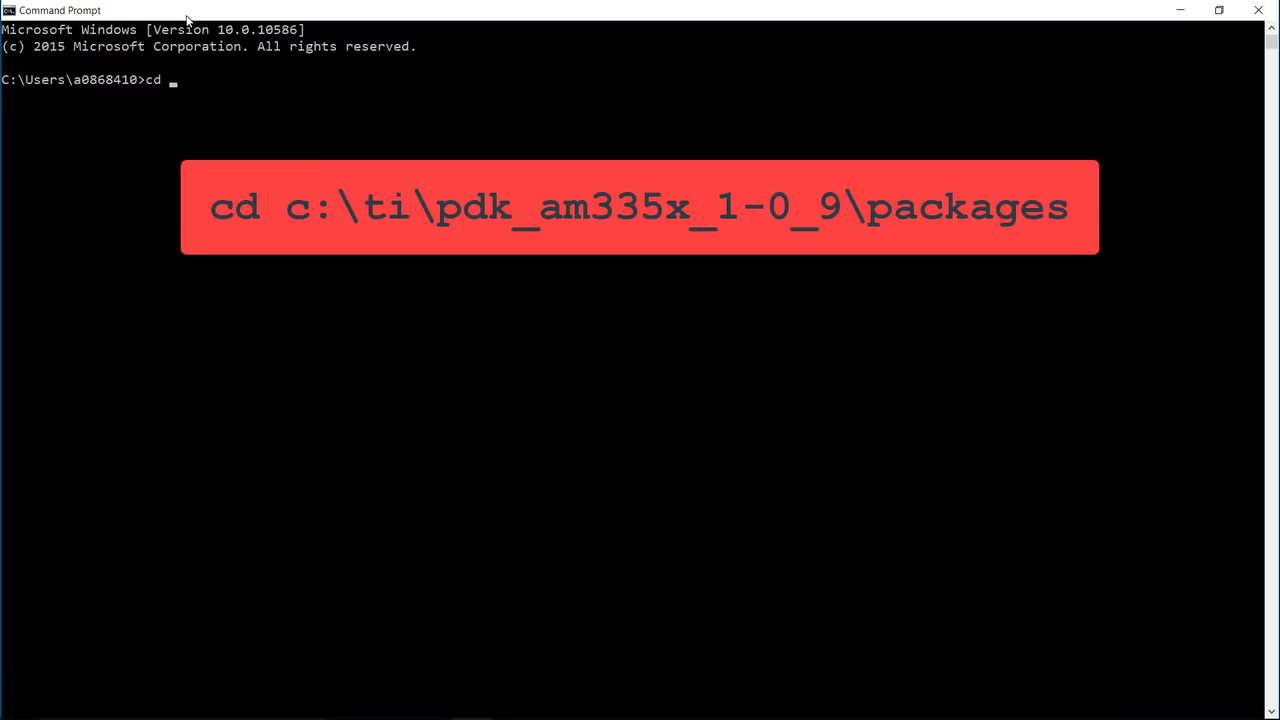 Command Prompt
Microsoft Windows [Version 10.0.10586]
(c) 2015 Microsoft Corporation. All rights reserved.
C:\Users\a0868410>cd
cd c:\ti\pdk_am335x_1-0_9\packages